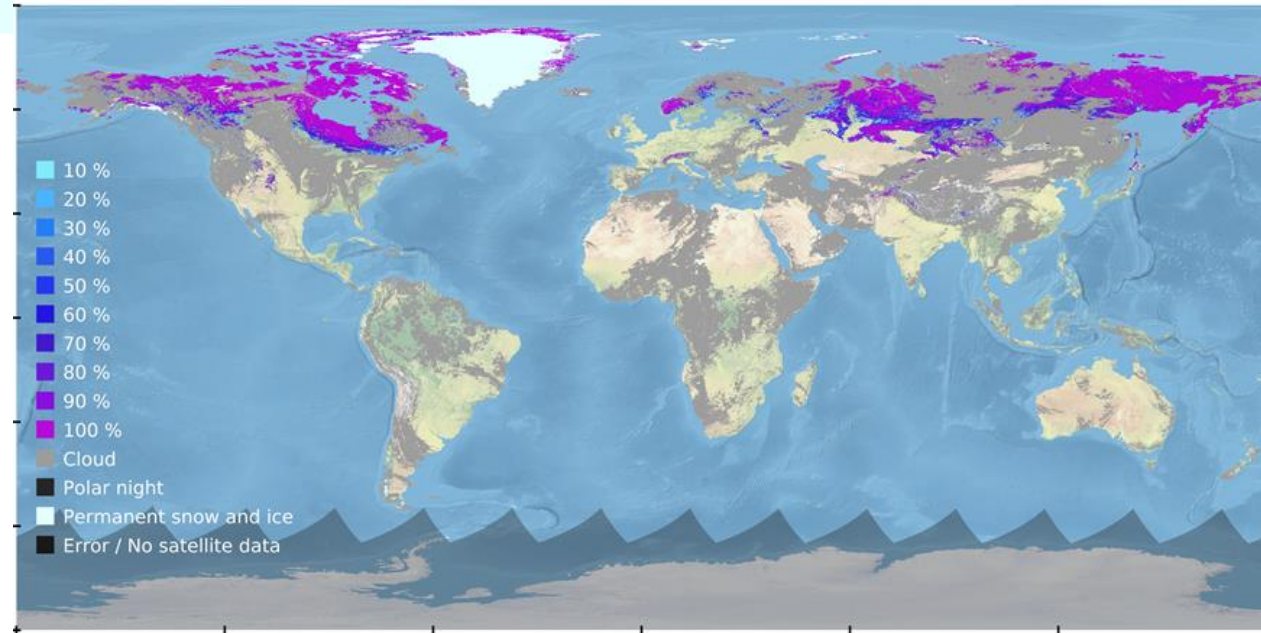 10 %
20 %
30 %
40 %
50 %
60 %
70 %
80 %
90 %
100 %
Cloud
Polar night
Permanent snow and ice
Error / No satellite data